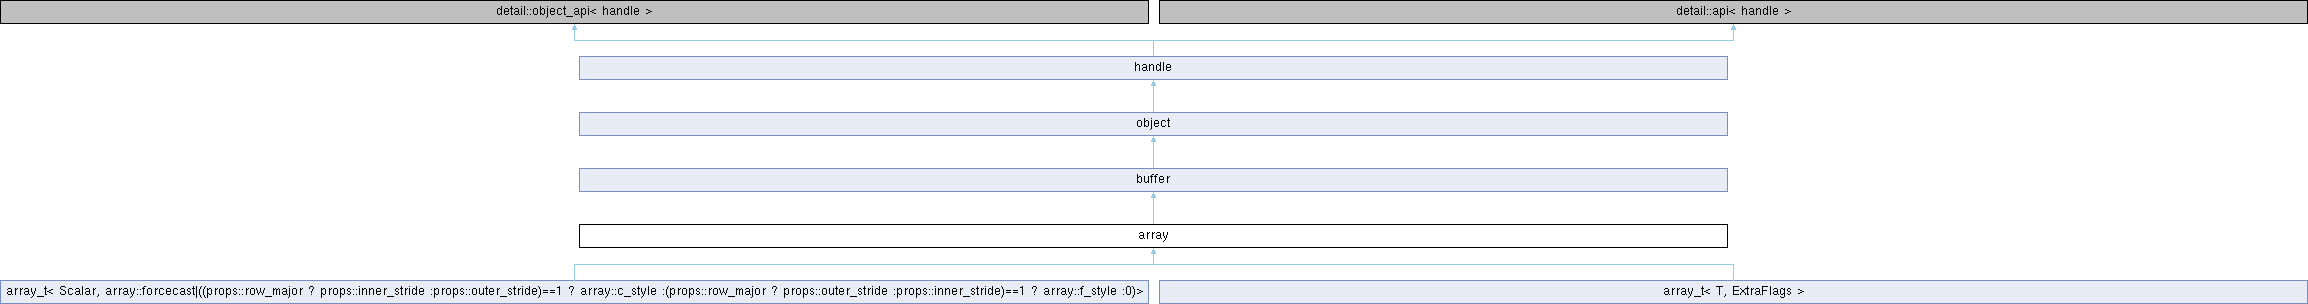 detail::object_api< handle >
detail::api< handle >
handle
object
buffer
array
array_t< Scalar, array::forcecast|((props::row_major ? props::inner_stride :props::outer_stride)==1 ? array::c_style :(props::row_major ? props::outer_stride :props::inner_stride)==1 ? array::f_style :0)>
array_t< T, ExtraFlags >